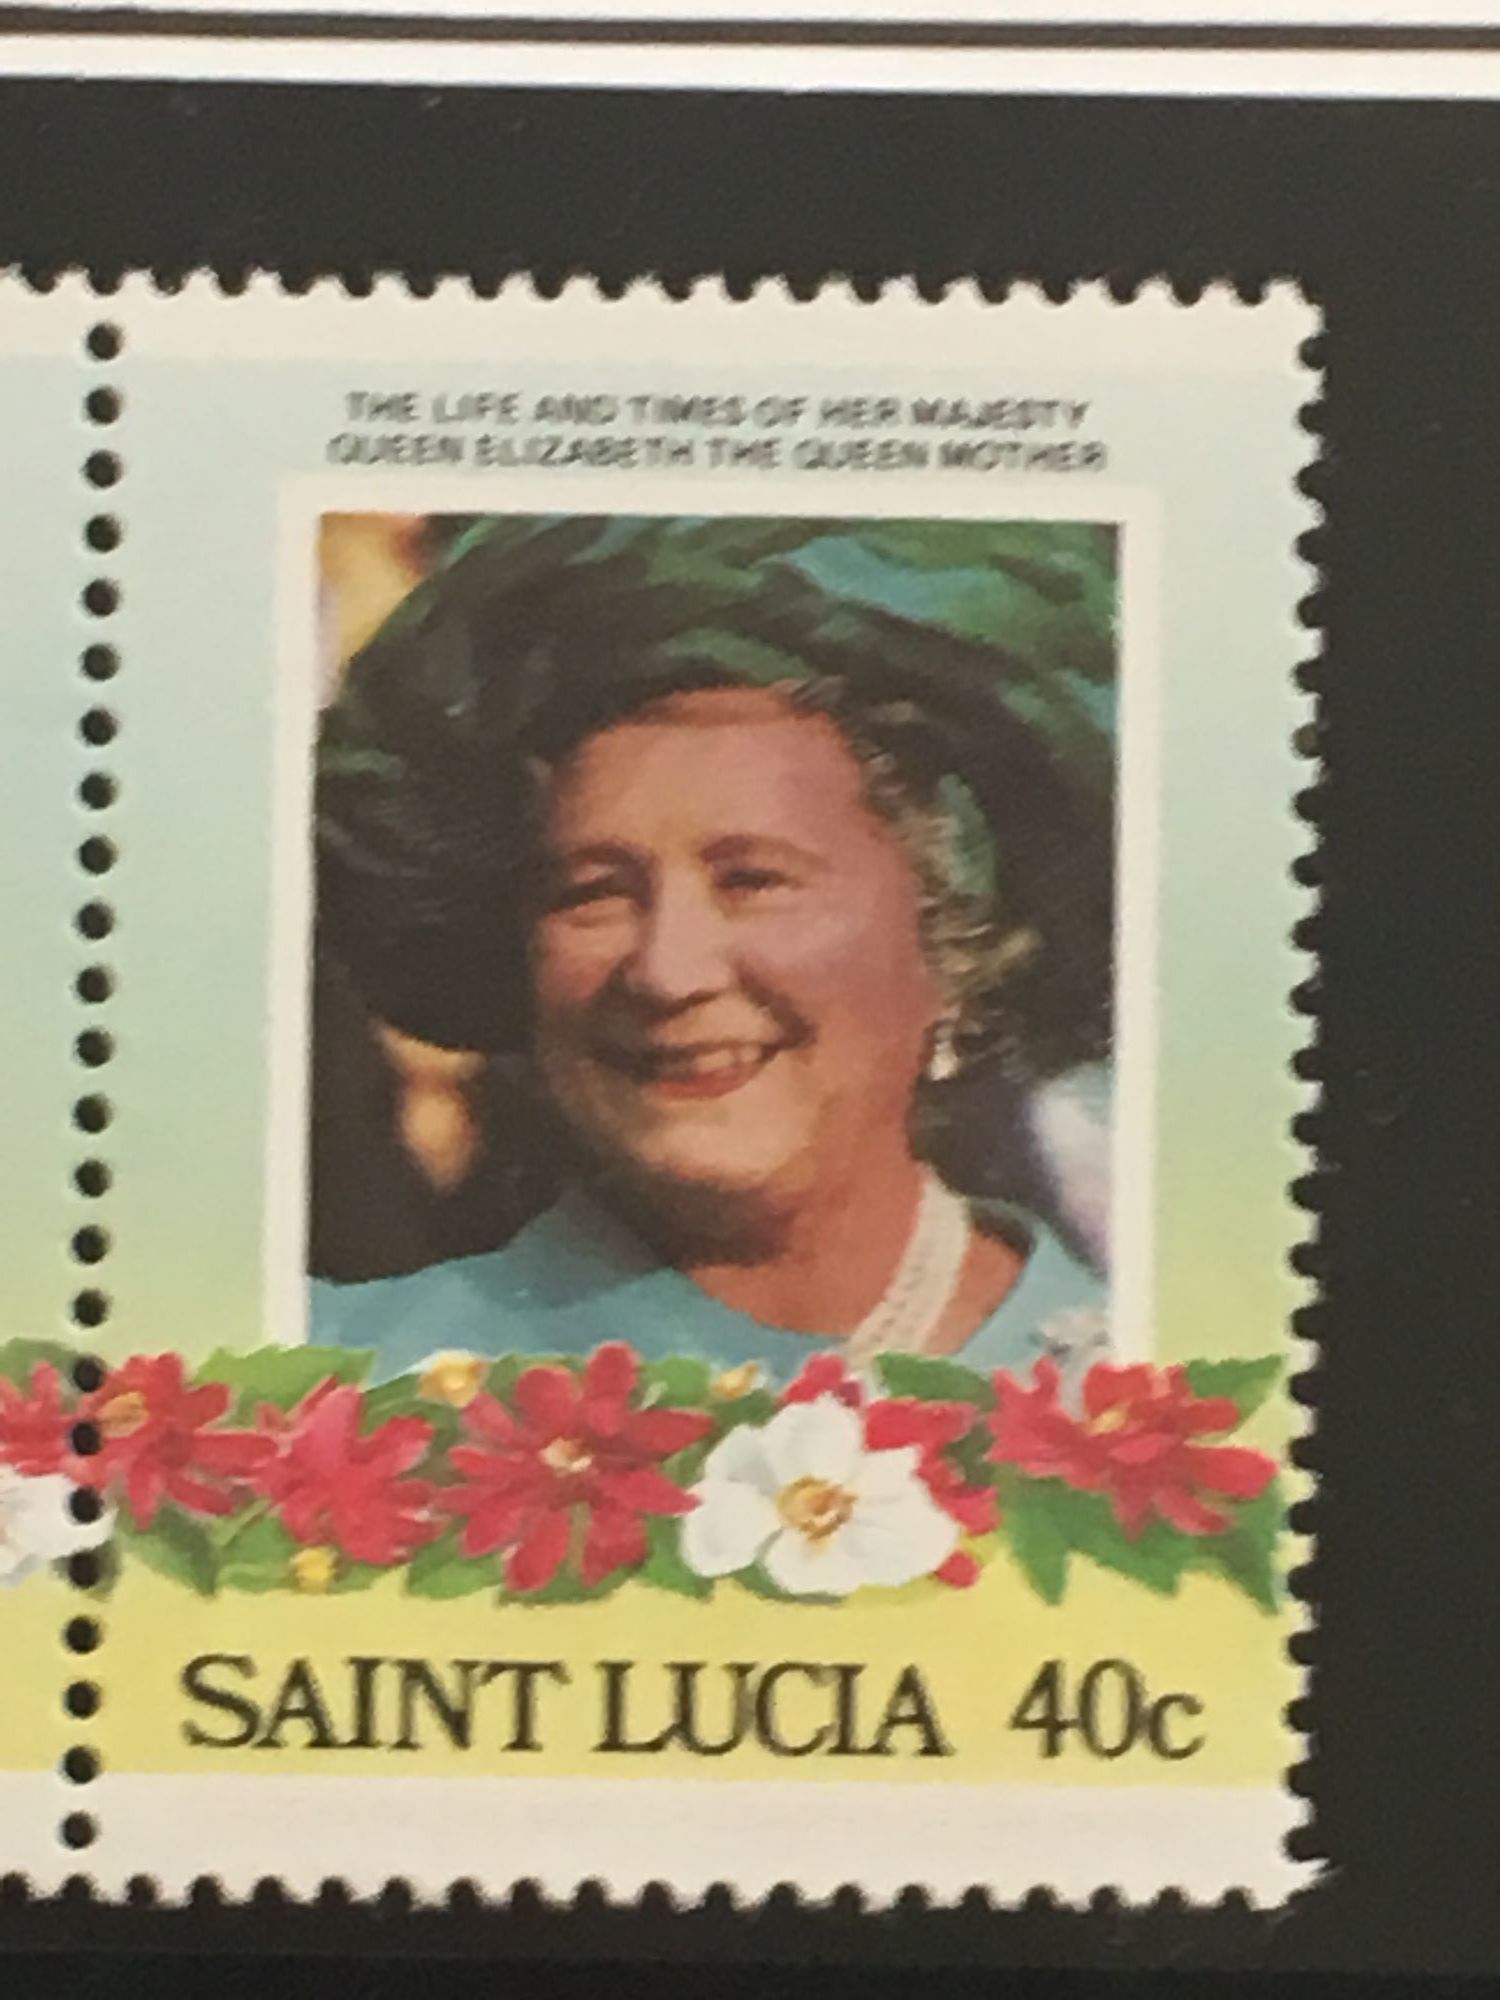 THE LIFE AND TIMES OF HER MAJESTY
QUEEN ELIZABETH THE QUEEN MOTHER
SAINT LUCIA 40c